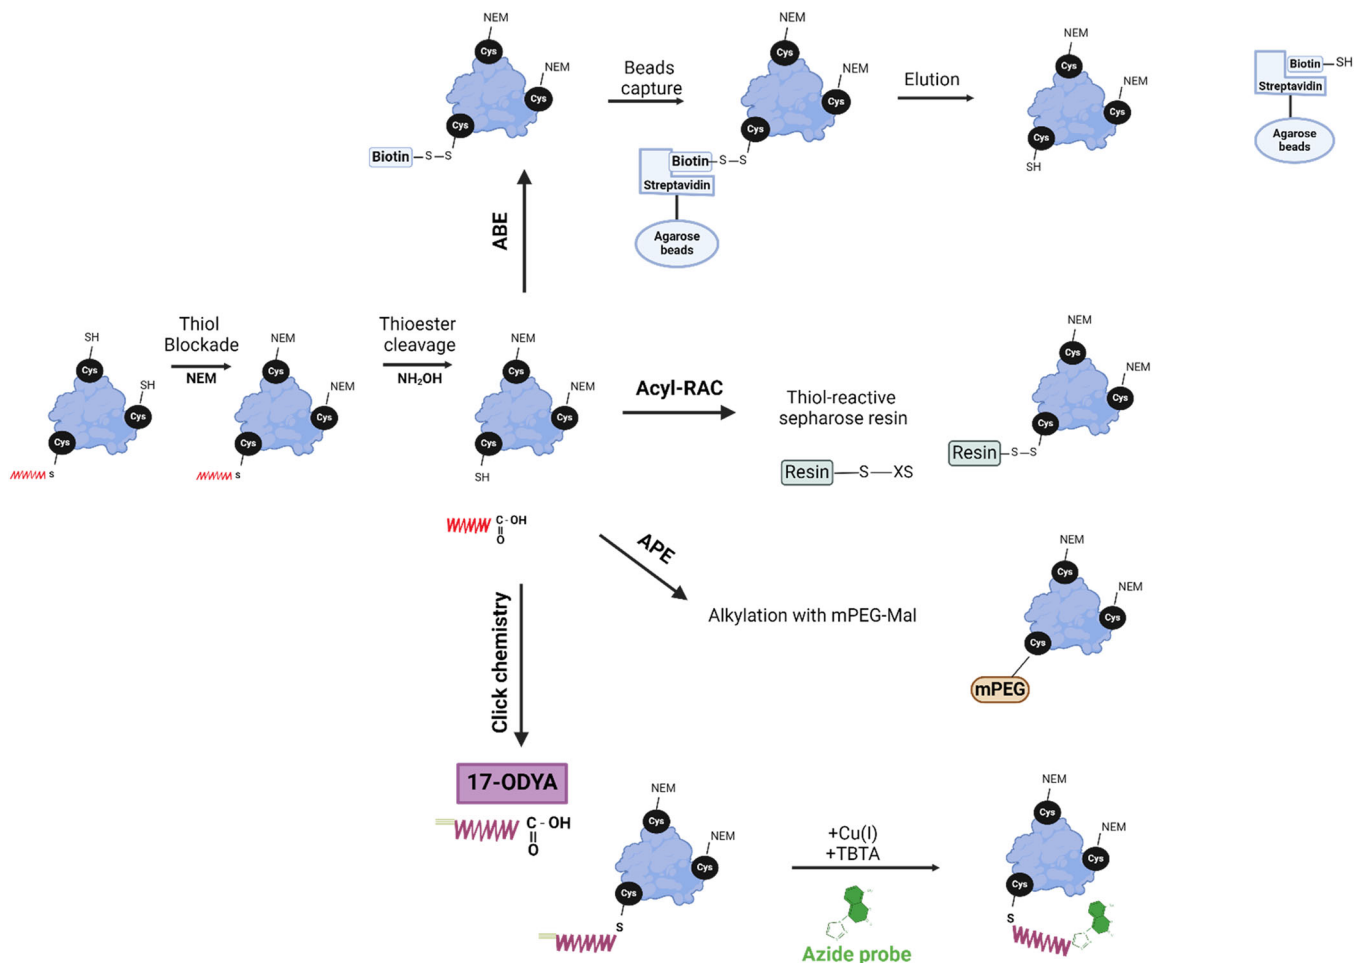 NEM
NEM
Cys
Cys
Cys
Biotin
S
S
Beads
capture
NEM
NEM
Cys
Cys
Cys
Biotin
S
S
Streptavidin
Agarose
beads
Elution
NEM
NEM
Cys
Cys
Cys
SH
Biotin
SH
Streptavidin
Agarose
beads
ABE
SH
SH
Cys
Cys
Cys
S
Thiol
Blockade
NEM
NEM
NEM
Cys
Cys
Cys
S
Thioester
cleavage
NH₂OH
NEM
NEM
Cys
Cys
Cys
SH
C - OH
O
Acyl-RAC
Thiol-reactive
sepharose resin
Resin
S
XS
NEM
NEM
Cys
Cys
Cys
Resin
S
S
APE
Alkylation with mPEG-Mal
NEM
NEM
Cys
Cys
Cys
mPEG
Click chemistry
17-ODYA
C - OH
O
NEM
NEM
Cys
Cys
Cys
S
+Cu(I)
+TBTA
Azide probe
NEM
NEM
Cys
Cys
Cys
S